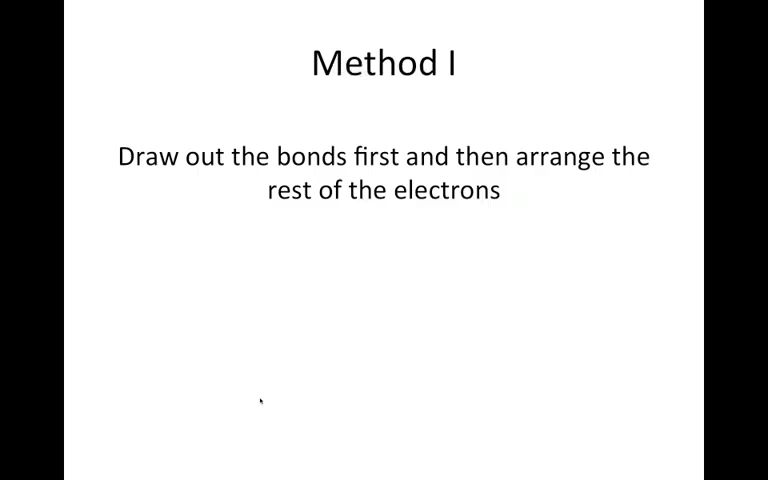 Method I
Draw out the bonds first and then arrange the
rest of the electrons